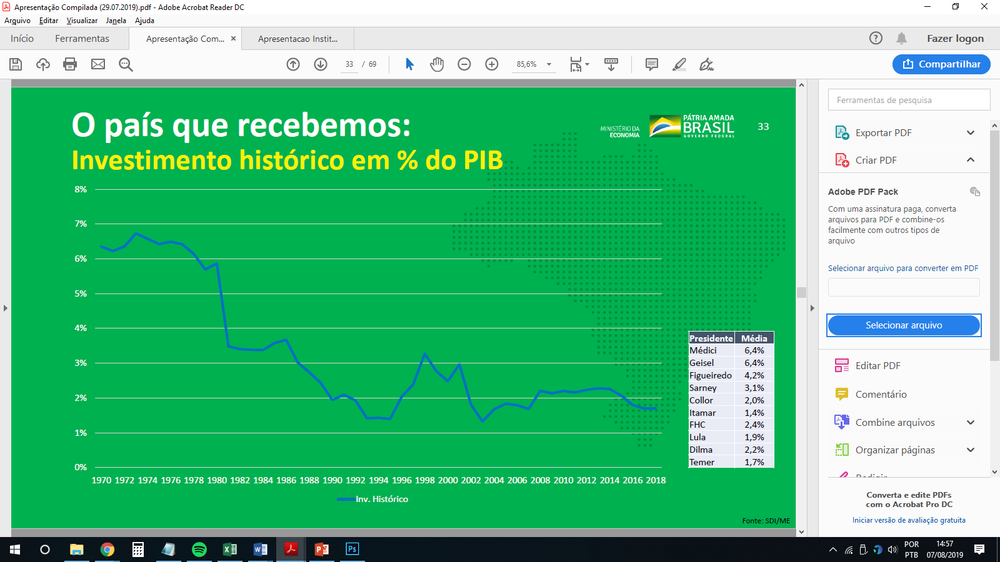 Apresentação Compilada (29.07.2019).pdf - Adobe Acrobat Reader DC
Arquivo Editar Visualizar Janela Ajuda
Início Ferramentas Apresentação Com... × Apresentacao Instit... Fazer logon
33 / 69 85,6% Compartilhar
O país que recebemos:
Investimento histórico em % do PIB
MINISTÉRIO DA
ECONOMIA
PÁTRIA AMADA
BRASIL
GOVERNO FEDERAL
33
8%
7%
6%
5%
4%
3%
2%
1%
0%
1970 1972 1974 1976 1978 1980 1982 1984 1986 1988 1990 1992 1994 1996 1998 2000 2002 2004 2006 2008 2010 2012 2014 2016 2018
Inv. Histórico
Presidente Média
Médici 6,4%
Geisel 6,4%
Figueiredo 4,2%
Sarney 3,1%
Collor 2,0%
Itamar 1,4%
FHC 2,4%
Lula 1,9%
Dilma 2,2%
Temer 1,7%
Fonte: SDI/ME
Ferramentas de pesquisa
Exportar PDF
Criar PDF
Adobe PDF Pack
Com uma assinatura paga, converta
arquivos para PDF e combine-os
facilmente com outros tipos de
arquivo
Selecionar arquivo para converter em PDF
Selecionar arquivo
Editar PDF
Comentário
Combine arquivos
Organizar páginas
Redigir
Converta e edite PDFs
com o Acrobat Pro DC
Iniciar versão de avaliação gratuita
POR
PTB
14:57
07/08/2019